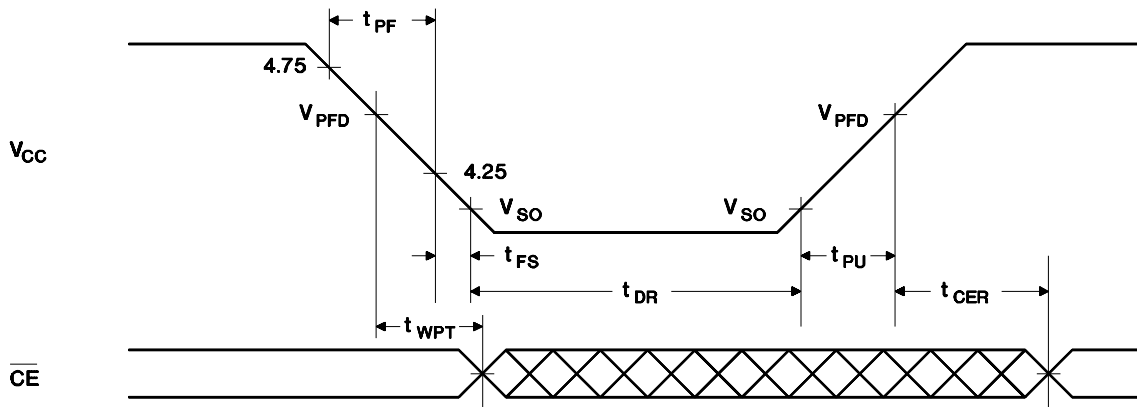 t PF
4.75
V PFD
V PFD
V CC
4.25
V SO
V SO
t FS
t PU
t DR
t CER
t WPT
CE